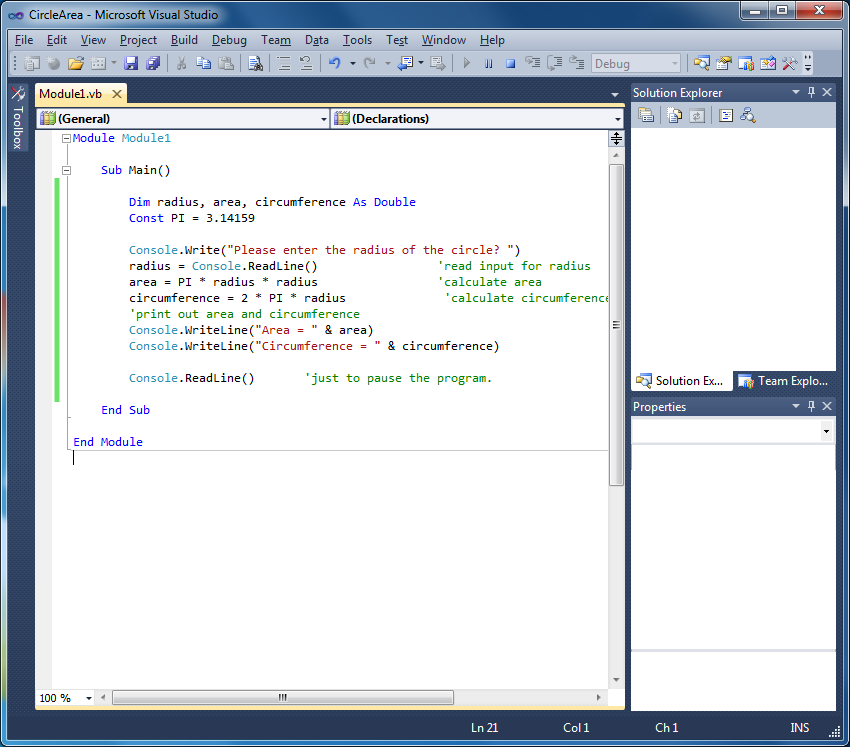 CircleArea - Microsoft Visual Studio
File Edit View Project Build Debug Team Data Tools Test Window Help
Debug
Toolbox
Module1.vb
(General) (Declarations)
Module Module1
Sub Main()
Dim radius, area, circumference As Double
Const PI = 3.14159
Console.Write("Please enter the radius of the circle? ")
radius = Console.ReadLine() 'read input for radius
area = PI * radius * radius 'calculate area
circumference = 2 * PI * radius 'calculate circumference
'print out area and circumference
Console.WriteLine("Area = " & area)
Console.WriteLine("Circumference = " & circumference)
Console.ReadLine() 'just to pause the program.
End Sub
End Module
100 %
Solution Explorer
Solution Ex... Team Explo...
Properties
Ln 21 Col 1 Ch 1 INS